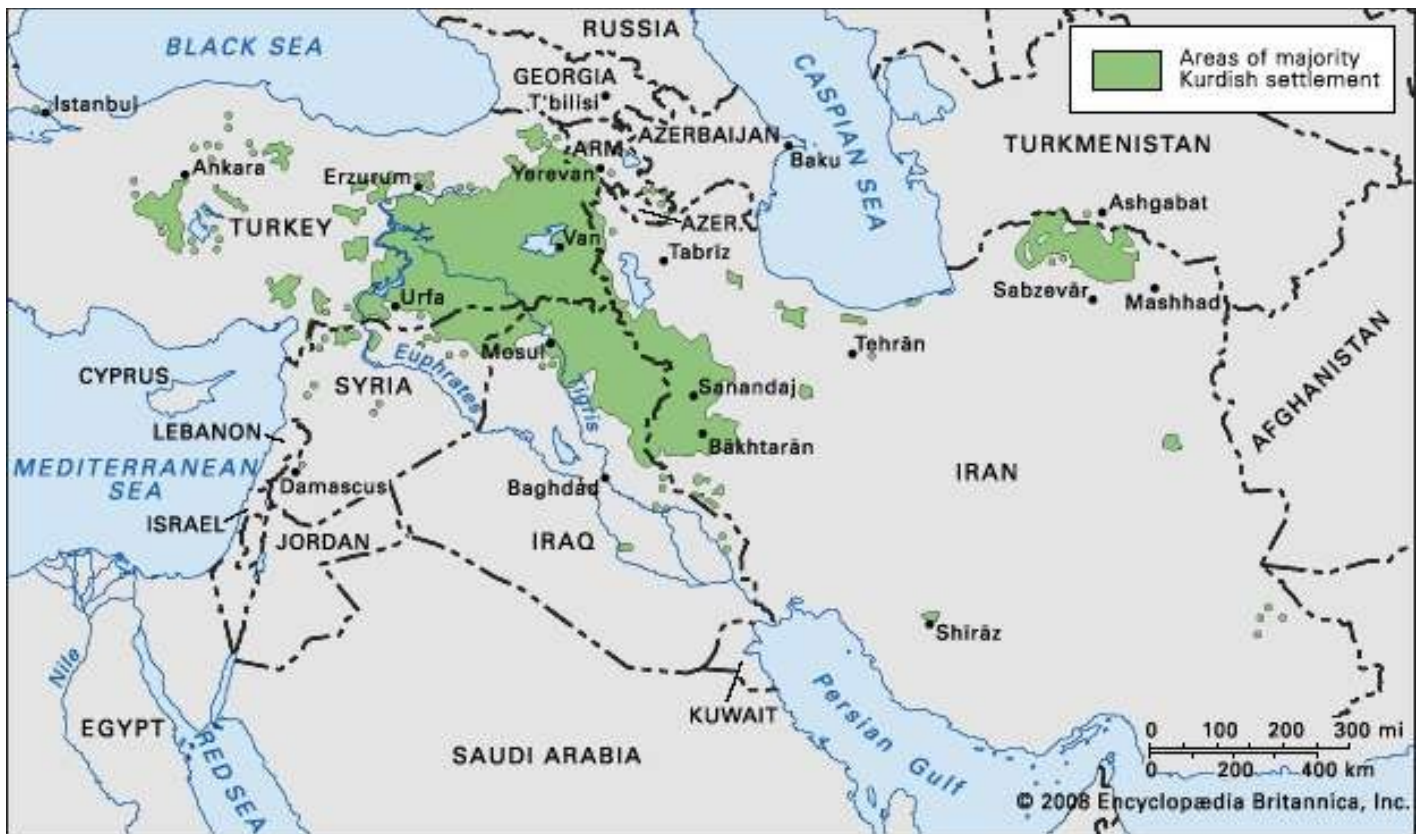 RUSSIA
BLACK SEA
Areas of majority
Kurdish settlement
GEORGIA
T'bilisi
CASPIAN SEA
Istanbul
AZERBAIJAN
TURKMENISTAN
ARM.
Baku
Ankara
Erzurum
Yerevan
Ashgabat
TURKEY
AZER.
Van
Tabrīz
Sabzevār
Mashhad
Urfa
Tehrān
Mosul
Euphrates
CYPRUS
SYRIA
Tigris
Sanandaj
AFGHANISTAN
LEBANON
Bākhtarān
MEDITERRANEAN
SEA
IRAN
Damascus
Baghdād
ISRAEL
JORDAN
IRAQ
Shīrāz
Nile
KUWAIT
Persian Gulf
EGYPT
RED SEA
SAUDI ARABIA
0 100 200 300 mi
0 200 400 km
© 2008 Encyclopædia Britannica, Inc.